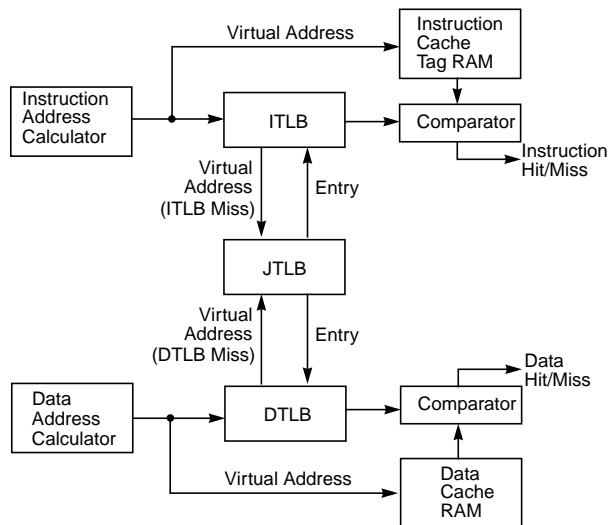 Virtual Address
Instruction
Cache
Tag RAM
Instruction
Address
Calculator
ITLB
Comparator
Instruction
Hit/Miss
Virtual
Address
(ITLB Miss)
Entry
JTLB
Virtual
Address
(DTLB Miss)
Entry
Data
Hit/Miss
Data
Address
Calculator
DTLB
Comparator
Virtual Address
Data
Cache
RAM